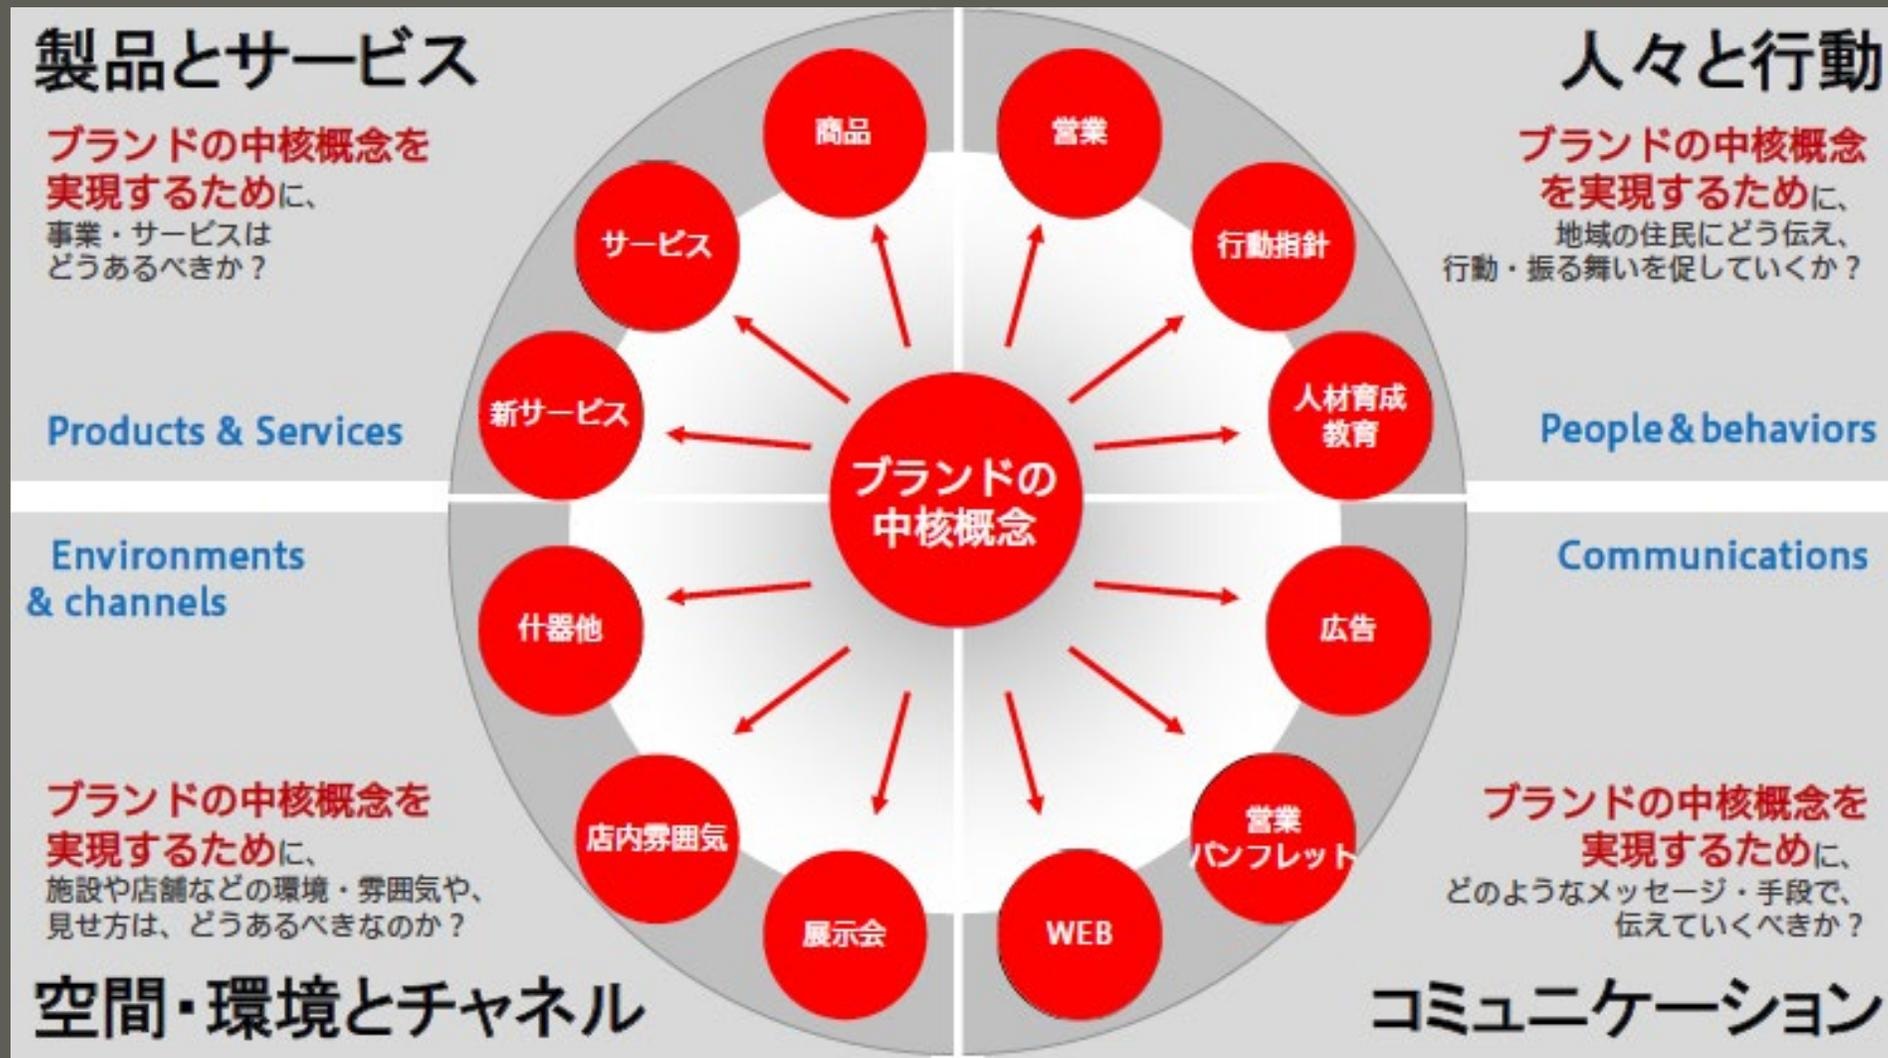 製品とサービス
ブランドの中核概念を
実現するために、
事業・サービスは
どうあるべきか？
Products & Services
商品
サービス
新サービス
人々と行動
ブランドの中核概念
を実現するために、
地域の住民にどう伝え、
行動・振る舞いを促していくか？
People & behaviors
営業
行動指針
人材育成
教育
ブランドの
中核概念
Environments
& channels
什器他
店内雰囲気
展示会
ブランドの中核概念を
実現するために、
施設や店舗などの環境・雰囲気や、
見せ方は、どうあるべきなのか？
空間・環境とチャネル
Communications
広告
営業
パンフレット
WEB
ブランドの中核概念を
実現するために、
どのようなメッセージ・手段で、
伝えていくべきか？
コミュニケーション